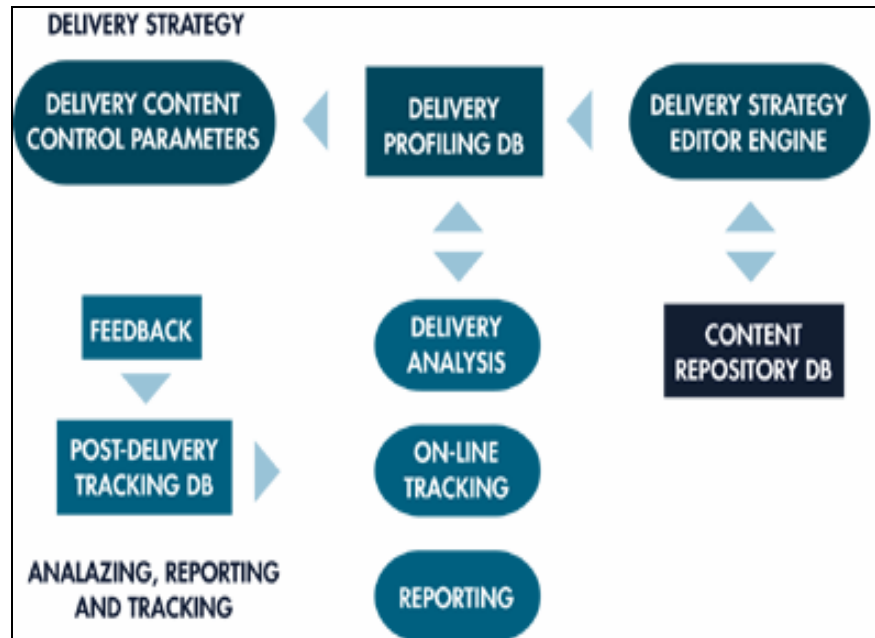 DELIVERY STRATEGY
DELIVERY CONTENT
CONTROL PARAMETERS
DELIVERY
PROFILING DB
DELIVERY STRATEGY
EDITOR ENGINE
FEEDBACK
DELIVERY
ANALYSIS
CONTENT
REPOSITORY DB
POST-DELIVERY
TRACKING DB
ON-LINE
TRACKING
ANALAZING, REPORTING
AND TRACKING
REPORTING